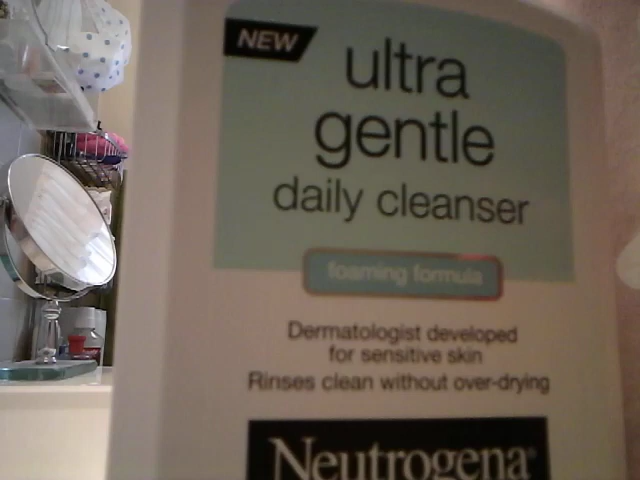 NEW
ultra
gentle
daily cleanser
foaming formula
Dermatologist developed
for sensitive skin
Rinses clean without over-drying
Neutrogena®